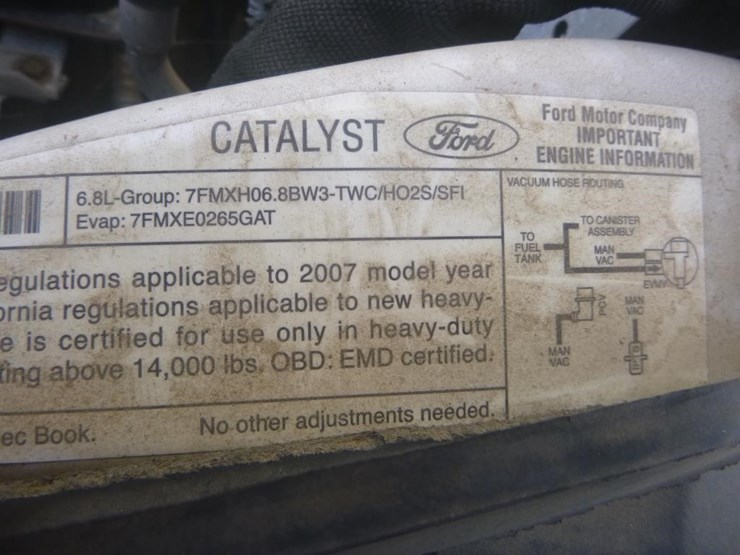 CATALYST
Ford
Ford Motor Company
IMPORTANT
ENGINE INFORMATION
6.8L-Group: 7FMXH06.8BW3-TWC/HO2S/SFI
Evap: 7FMXE0265GAT
egulations applicable to 2007 model year
ornia regulations applicable to new heavy-
e is certified for use only in heavy-duty
ting above 14,000 lbs. OBD: EMD certified.
ec Book.
No other adjustments needed.
VACUUM HOSE ROUTING
TO CANISTER
ASSEMBLY
TO
FUEL
TANK
MAN
VAC
EVMV
PCV
MAN
VAC
MAN
VAC